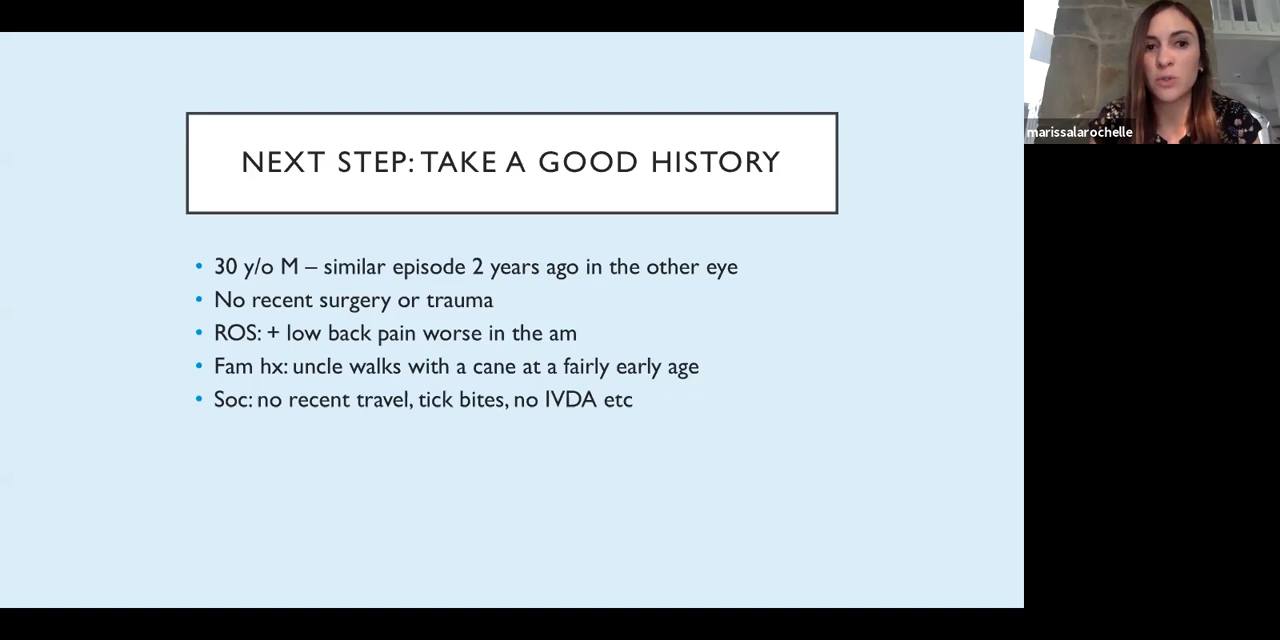 NEXT STEP: TAKE A GOOD HISTORY
• 30 y/o M – similar episode 2 years ago in the other eye
• No recent surgery or trauma
• ROS: + low back pain worse in the am
• Fam hx: uncle walks with a cane at a fairly early age
• Soc: no recent travel, tick bites, no IVDA etc
marissalarochelle